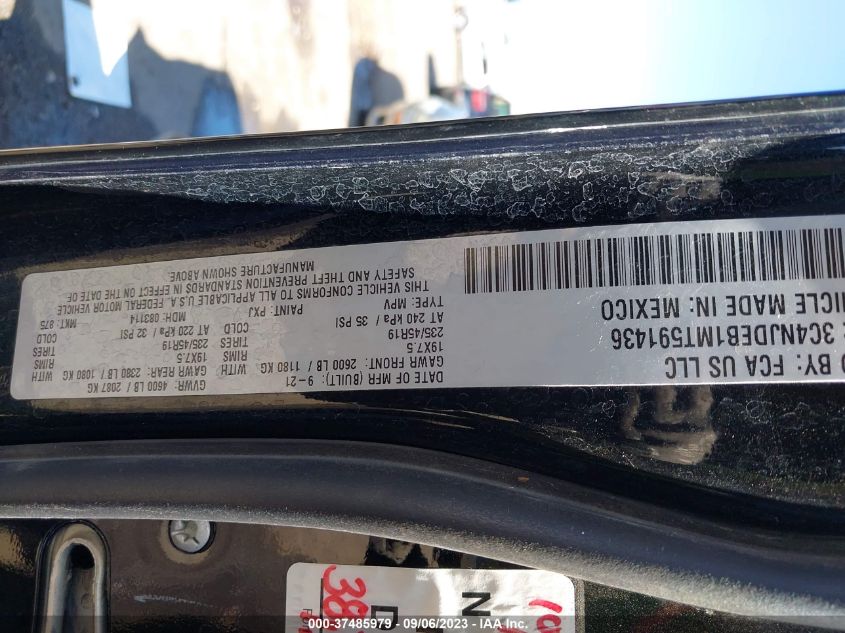 D BY: FCA US LLC
DATE OF MFR (BUILT): 9-21
GVWR: 4600 LB / 2087 KG
GAWR FRONT: 2600 LB / 1180 KG
WITH
19X7.5
RIMS
235/45R19
TIRES
AT 240 kPa / 35 PSI
COLD
GAWR REAR: 2380 LB / 1080 KG
WITH
19X7.5
RIMS
235/45R19
TIRES
AT 220 kPa / 32 PSI
COLD
: 3C4NJDEB1MT591436
TYPE: MPV
PAINT: PXJ
MDH: 083114
MKT: 975
HICLE MADE IN: MEXICO
THIS VEHICLE CONFORMS TO ALL APPLICABLE U.S.A. FEDERAL MOTOR VEHICLE
SAFETY AND THEFT PREVENTION STANDARDS IN EFFECT ON THE DATE OF
MANUFACTURE SHOWN ABOVE.
000-37485979 / 09/06/2023 - IAA Inc.